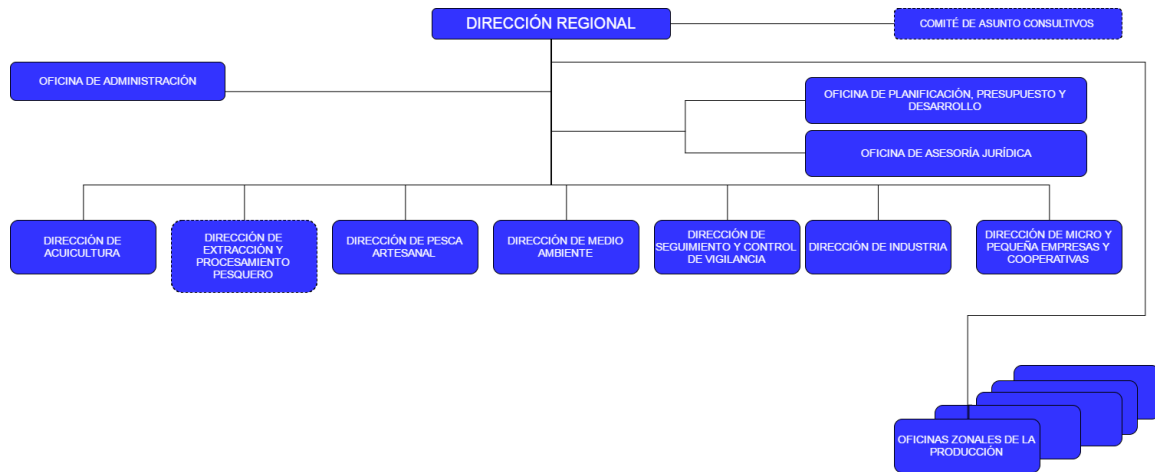 DIRECCIÓN REGIONAL
COMITÉ DE ASUNTO CONSULTIVOS
OFICINA DE ADMINISTRACIÓN
OFICINA DE PLANIFICACIÓN, PRESUPUESTO Y
DESARROLLO
OFICINA DE ASESORÍA JURÍDICA
DIRECCIÓN DE
ACUICULTURA
DIRECCIÓN DE
EXTRACCIÓN Y
PROCESAMIENTO
PESQUERO
DIRECCIÓN DE PESCA
ARTESANAL
DIRECCIÓN DE MEDIO
AMBIENTE
DIRECCIÓN DE
SEGUIMIENTO Y CONTROL
DE VIGILANCIA
DIRECCIÓN DE INDUSTRIA
DIRECCIÓN DE MICRO Y
PEQUEÑA EMPRESAS Y
COOPERATIVAS
OFICINAS ZONALES DE LA
PRODUCCIÓN